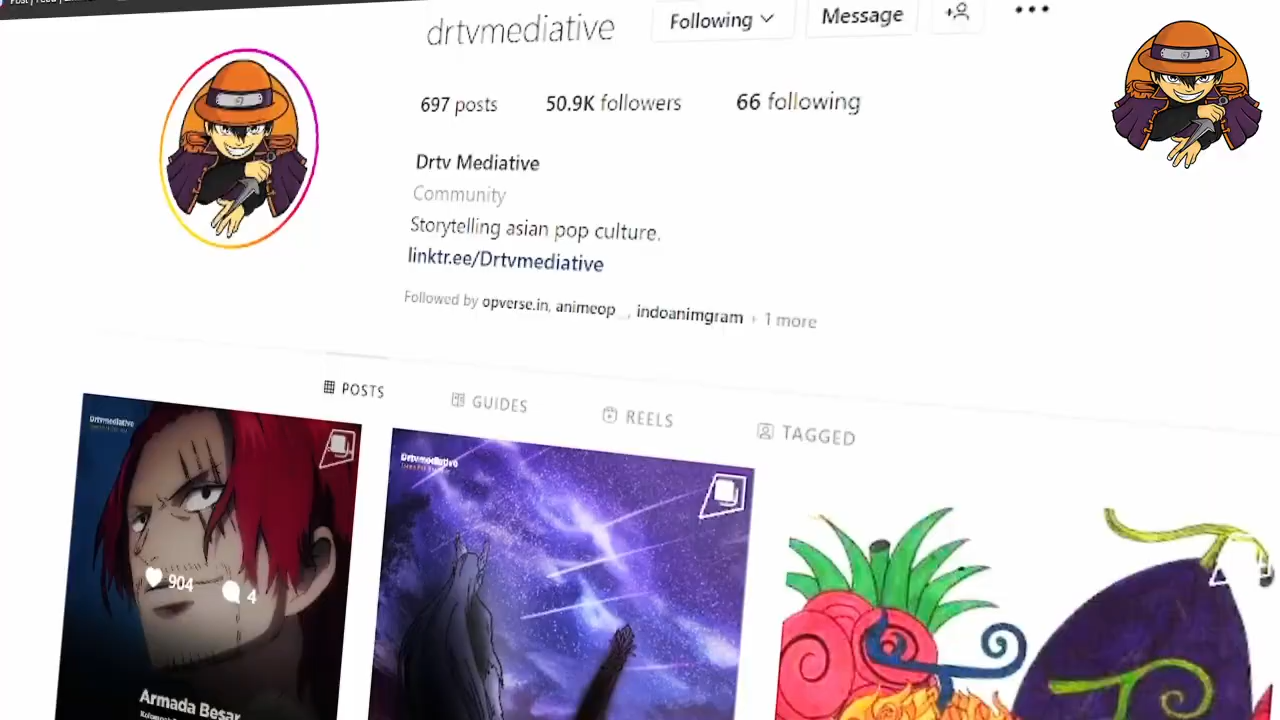 drtvmediative
Following
Message
697 posts
50.9K followers
66 following
Drtv Mediative
Community
Storytelling asian pop culture.
linktr.ee/Drtvmediative
Followed by opverse.in, animeop__, indoanimgram + 1 more
POSTS
GUIDES
REELS
TAGGED
Drtvmediative
Drtvmediative
904
4
Armada Besar